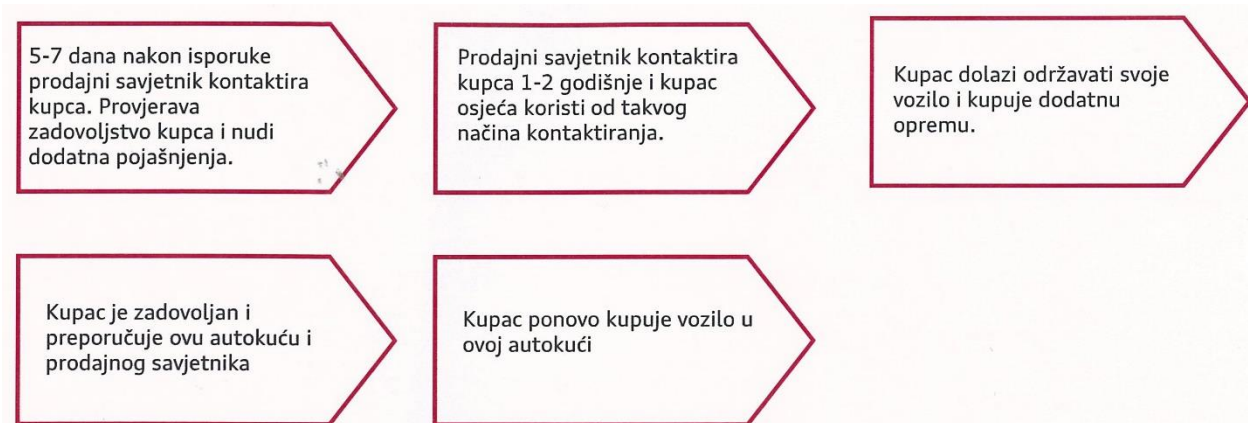 5-7 dana nakon isporuke
prodajni savjetnik kontaktira
kupca. Provjerava
zadovoljstvo kupca i nudi
dodatna pojašnjenja.
Prodajni savjetnik kontaktira
kupca 1-2 godišnje i kupac
osjeća koristi od takvog
načina kontaktiranja.
Kupac dolazi održavati svoje
vozilo i kupuje dodatnu
opremu.
Kupac je zadovoljan i
preporučuje ovu autokuću i
prodajnog savjetnika
Kupac ponovo kupuje vozilo u
ovoj autokući